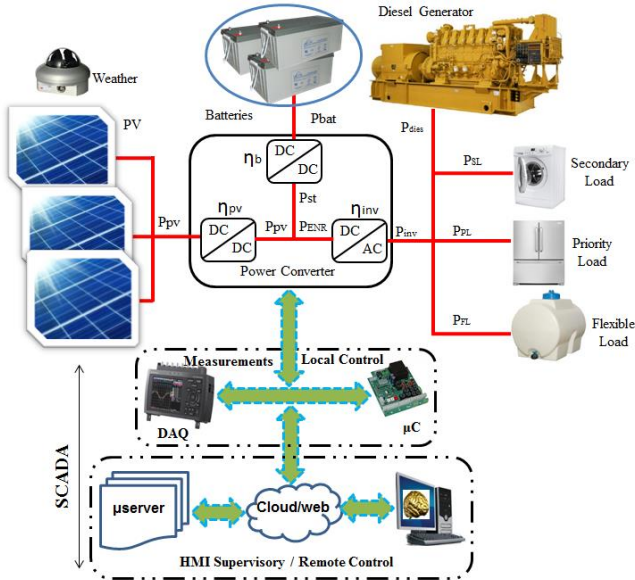 Diesel Generator
Weather
PV
Batteries
Pbat
Pdies
ηb
DC
DC
Pst
PSL
Secondary
Load
Ppv
ηpv
DC
DC
Ppv
PENR
ηinv
DC
AC
Pinv
PPL
Priority
Load
Power Converter
PFL
Flexible
Load
Measurements
Local Control
DAQ
µC
SCADA
µserver
Cloud/web
HMI Supervisory / Remote Control